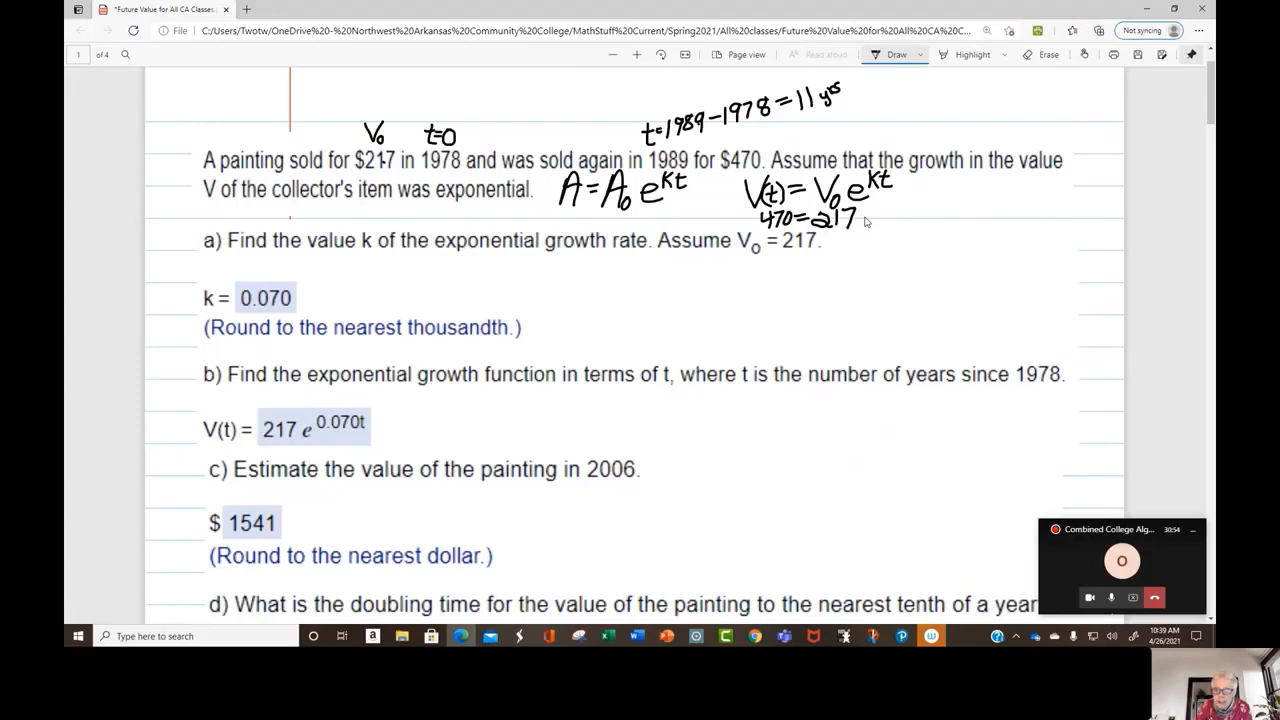 *Future Value for All CA Classes
File
C:/Users/Twotw/OneDrive%20-%20Northwest%20Arkansas%20Community%20College/MathStuff%20Current/Spring2021/All%20classes/Future%20Value%20for%20All%20CA%20C...
Not syncing
1 of 4
Page view
Read aloud
Draw
Highlight
Erase
t=1989-1978=11 yrs
V₀ t=0
A painting sold for $217 in 1978 and was sold again in 1989 for $470. Assume that the growth in the value
V of the collector's item was exponential.
A = A₀ e^kt V(t) = V₀ e^kt
470=217
a) Find the value k of the exponential growth rate. Assume V₀ = 217.
k = 0.070
(Round to the nearest thousandth.)
b) Find the exponential growth function in terms of t, where t is the number of years since 1978.
V(t) = 217 e^0.070t
c) Estimate the value of the painting in 2006.
$ 1541
(Round to the nearest dollar.)
d) What is the doubling time for the value of the painting to the nearest tenth of a year
Combined College Alg... 30:54
O
Type here to search
10:39 AM
4/26/2021